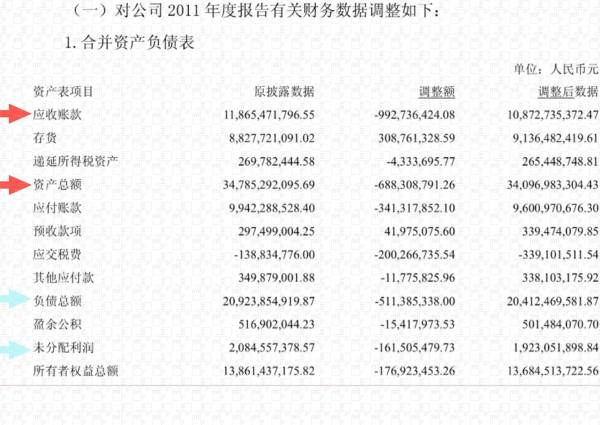 （一）对公司 2011 年度报告有关财务数据调整如下：
1.合并资产负债表
单位：人民币元
资产表项目 原披露数据 调整额 调整后数据
应收账款 11,865,471,796.55 -992,736,424.08 10,872,735,372.47
存货 8,827,721,091.02 308,761,328.59 9,136,482,419.61
递延所得税资产 269,782,444.58 -4,333,695.77 265,448,748.81
资产总额 34,785,292,095.69 -688,308,791.26 34,096,983,304.43
应付账款 9,942,288,528.40 -341,317,852.10 9,600,970,676.30
预收款项 297,499,004.25 41,975,075.60 339,474,079.85
应交税费 -138,834,776.00 -200,266,735.54 -339,101,511.54
其他应付款 349,879,001.88 -11,775,825.96 338,103,175.92
负债总额 20,923,854,919.87 -511,385,338.00 20,412,469,581.87
盈余公积 516,902,044.23 -15,417,973.53 501,484,070.70
未分配利润 2,084,557,378.57 -161,505,479.73 1,923,051,898.84
所有者权益总额 13,861,437,175.82 -176,923,453.26 13,684,513,722.56